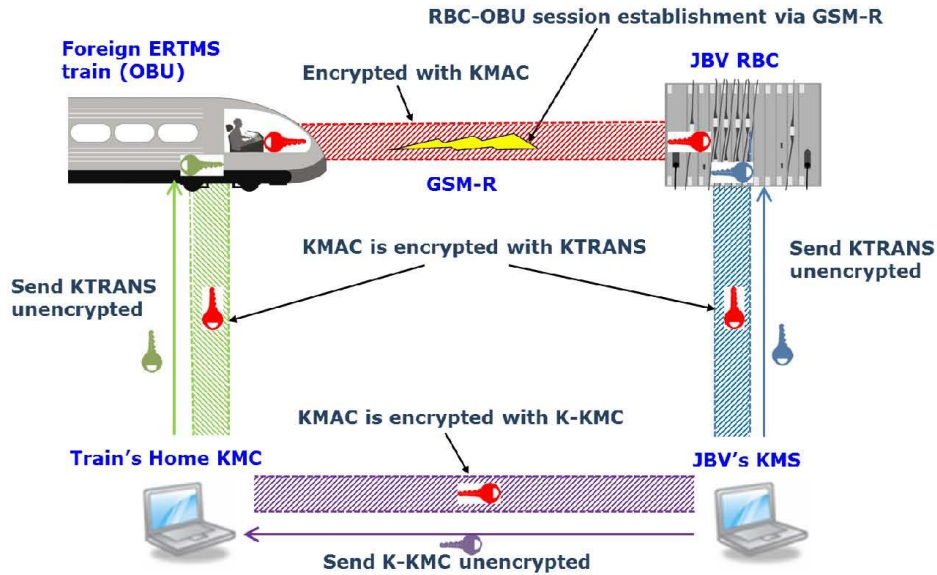 RBC-OBU session establishment via GSM-R
Foreign ERTMS
train (OBU)
JBV RBC
Encrypted with KMAC
GSM-R
KMAC is encrypted with KTRANS
Send KTRANS
unencrypted
Send KTRANS
unencrypted
KMAC is encrypted with K-KMC
Train's Home KMC
JBV's KMS
Send K-KMC unencrypted